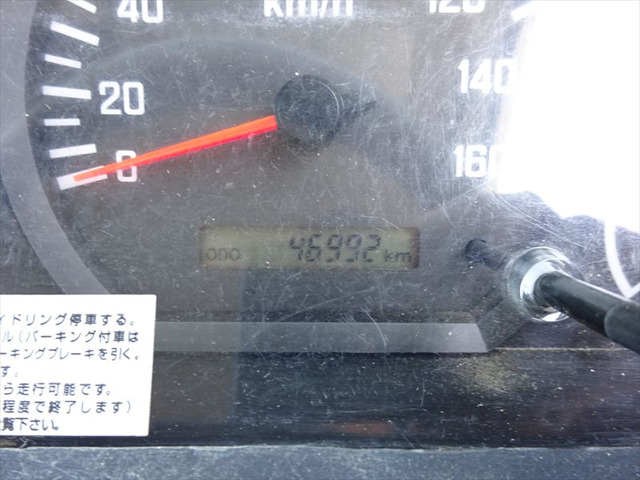 40
km/h
120
20
140
0
160
ODO 46992 km
イドリング停車する。
ル(パーキング付車は
ーキングブレーキを引く。
す。
ら走行可能です。
程度で終了します)
覧下さい。